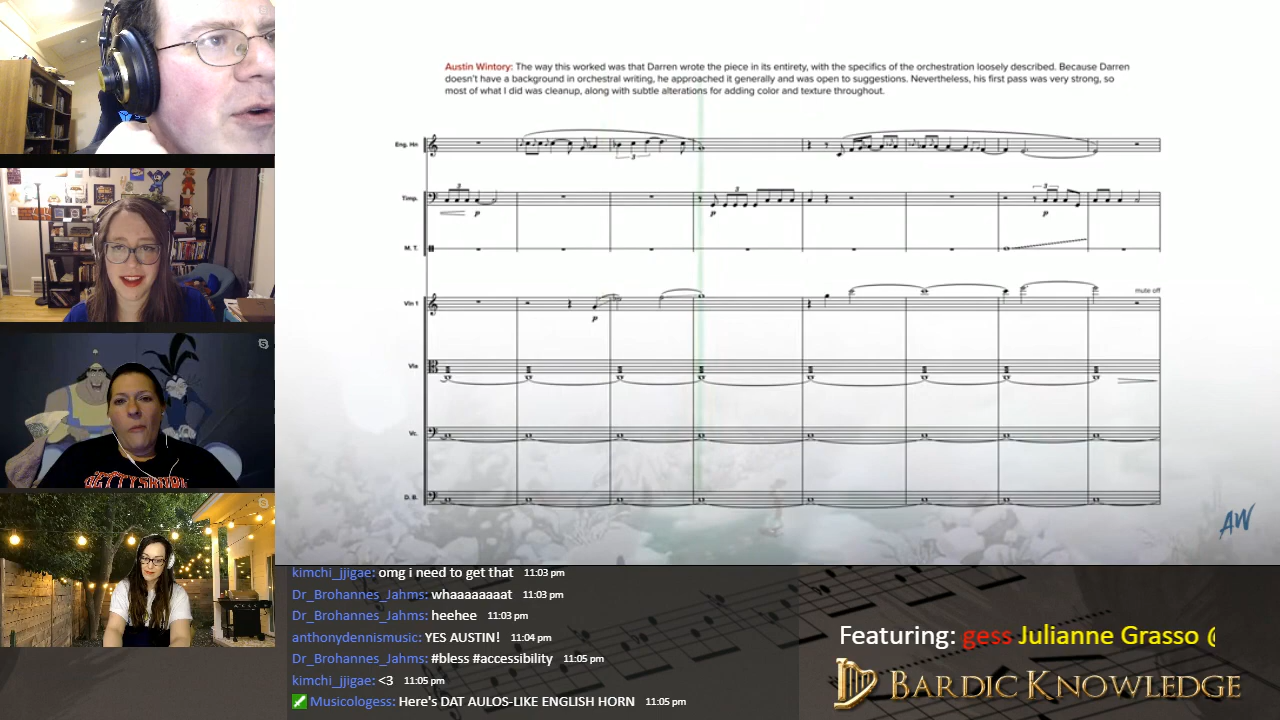 Austin Wintory: The way this worked was that Darren wrote the piece in its entirety, with the specifics of the orchestration loosely described. Because Darren
doesn't have a background in orchestral writing, he approached it generally and was open to suggestions. Nevertheless, his first pass was very strong, so
most of what I did was cleanup, along with subtle alterations for adding color and texture throughout.
Eng. Hn
3
Timp.
3
p
p
3
3
p
M. T.
Vln 1
p
mute off
Vla
Vc.
D. B.
AW
GETTYSBURG
kimchi_jjigae: omg i need to get that 11:03 pm
Dr_Brohannes_Jahms: whaaaaaaaat 11:03 pm
Dr_Brohannes_Jahms: heehee 11:03 pm
anthonydennismusic: YES AUSTIN! 11:04 pm
Dr_Brohannes_Jahms: #bless #accessibility 11:05 pm
kimchi_jjigae: <3 11:05 pm
Musicologess: Here's DAT AULOS-LIKE ENGLISH HORN 11:05 pm
Featuring: gess Julianne Grasso (
BARDIC KNOWLEDGE